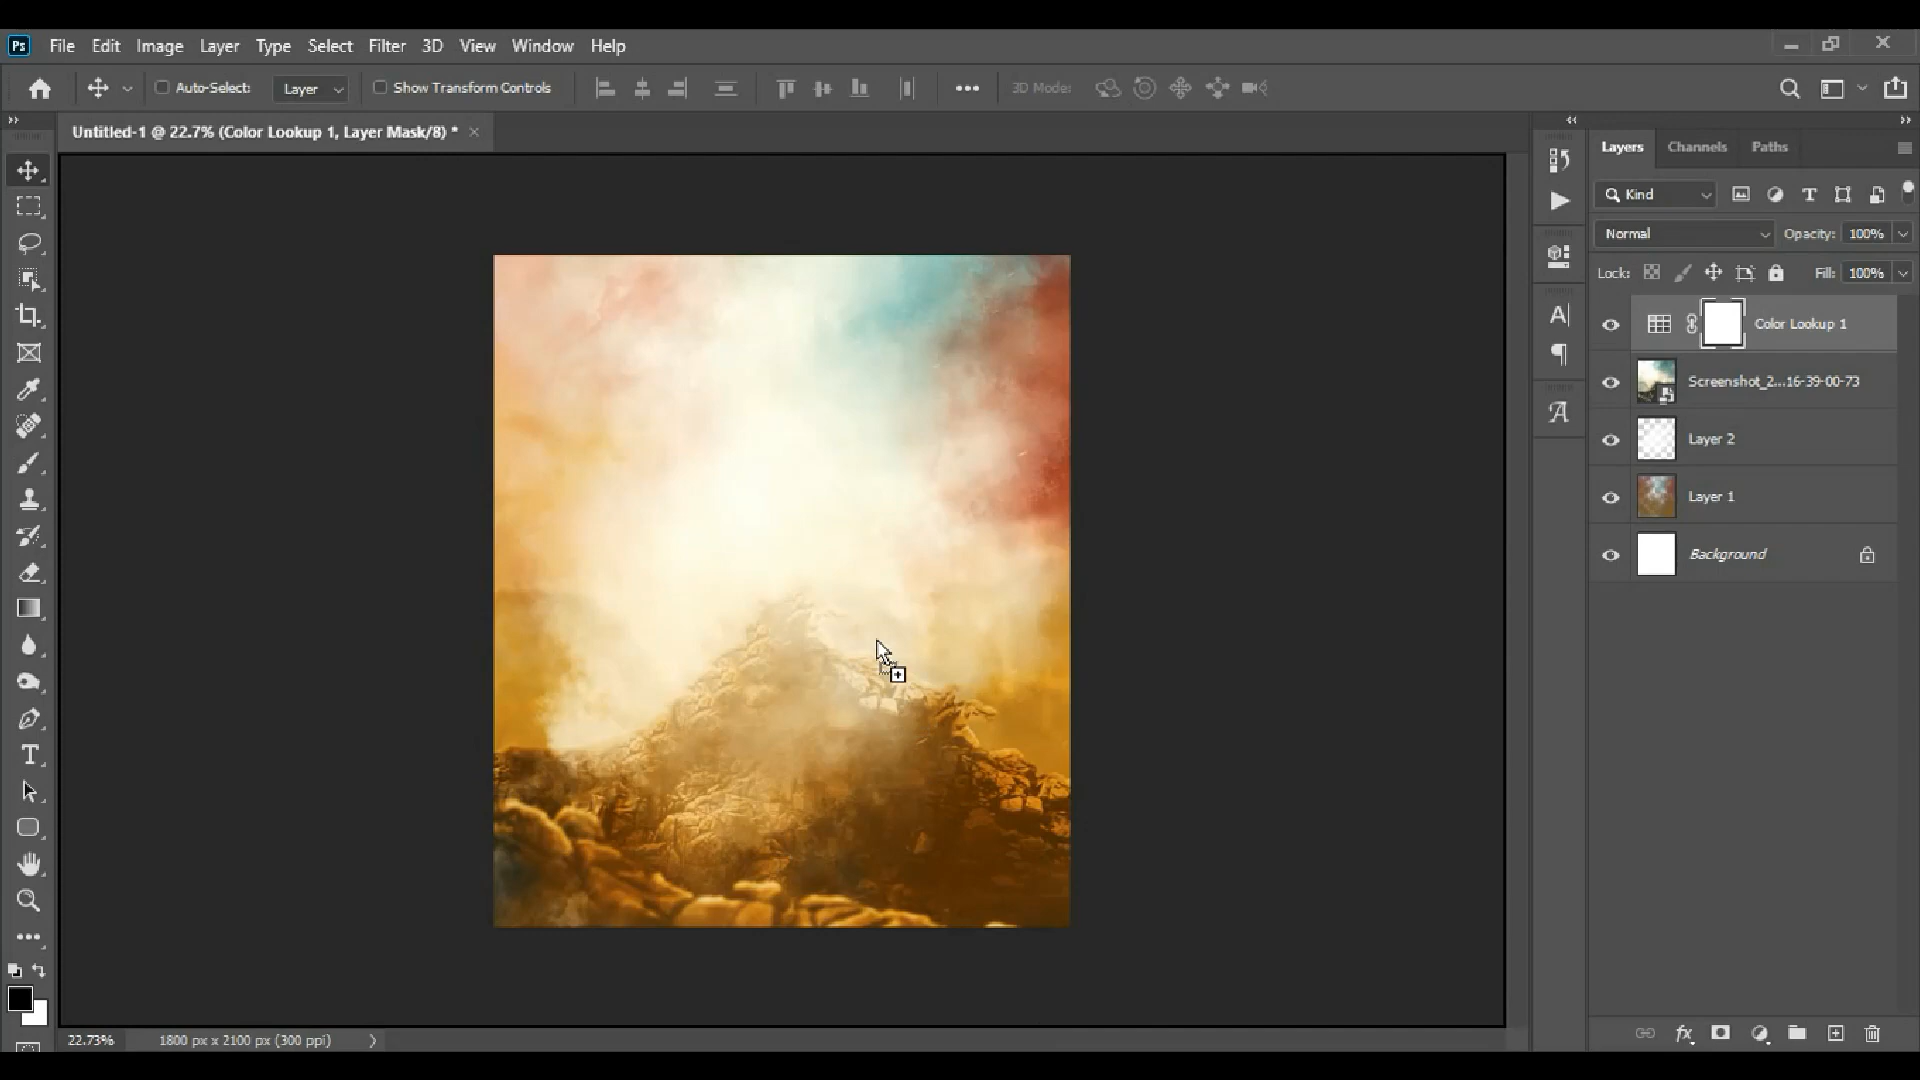 Ps File Edit Image Layer Type Select Filter 3D View Window Help
Auto-Select: Layer Show Transform Controls 3D Mode:
Untitled-1 @ 22.7% (Color Lookup 1, Layer Mask/8) *
Layers Channels Paths
Kind
Normal Opacity: 100%
Lock: Fill: 100%
Color Lookup 1
Screenshot_2...16-39-00-73
Layer 2
Layer 1
Background
22.73% 1800 px x 2100 px (300 ppi)